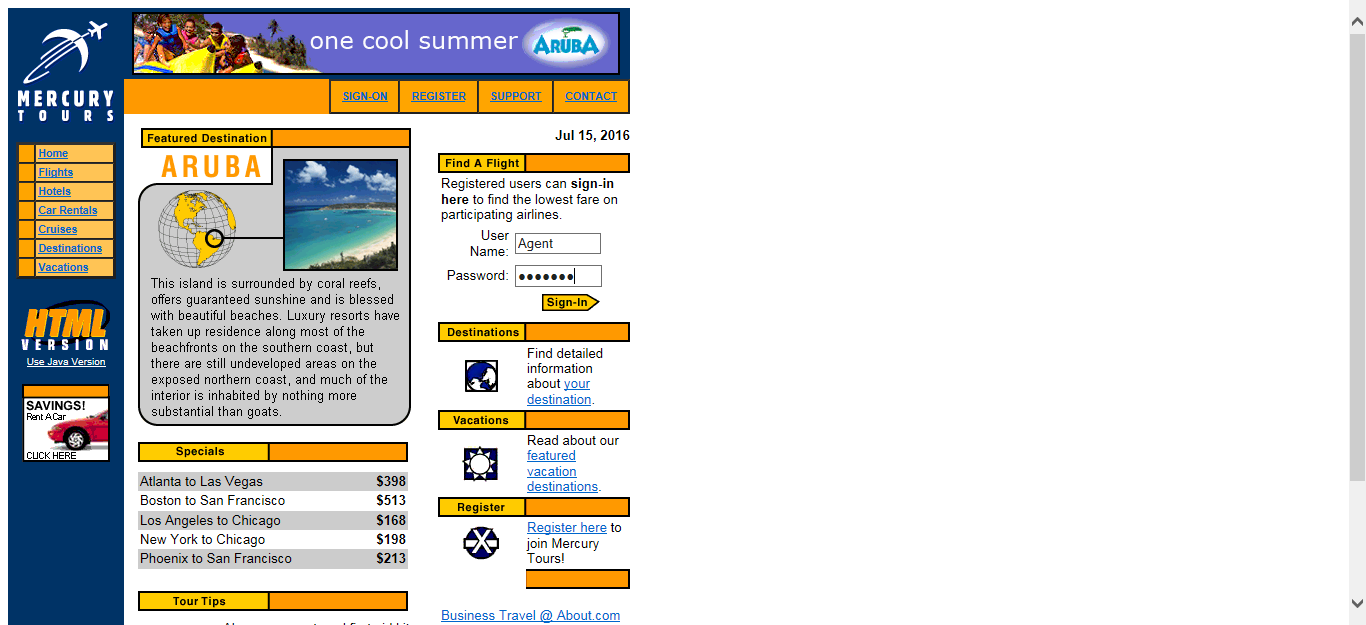 one cool summer
ARUBA
MERCURY
TOURS
SIGN-ON
REGISTER
SUPPORT
CONTACT
Home
Flights
Hotels
Car Rentals
Cruises
Destinations
Vacations
HTML
VERSION
Use Java Version
SAVINGS!
Rent A Car
CLICK HERE
Featured Destination
ARUBA
This island is surrounded by coral reefs,
offers guaranteed sunshine and is blessed
with beautiful beaches. Luxury resorts have
taken up residence along most of the
beachfronts on the southern coast, but
there are still undeveloped areas on the
exposed northern coast, and much of the
interior is inhabited by nothing more
substantial than goats.
Specials
Atlanta to Las Vegas $398
Boston to San Francisco $513
Los Angeles to Chicago $168
New York to Chicago $198
Phoenix to San Francisco $213
Tour Tips
Jul 15, 2016
Find A Flight
Registered users can sign-in
here to find the lowest fare on
participating airlines.
User
Name: Agent
Password: •••••••
Sign-In
Destinations
Find detailed
information
about your
destination.
Vacations
Read about our
featured
vacation
destinations.
Register
Register here to
join Mercury
Tours!
Business Travel @ About.com